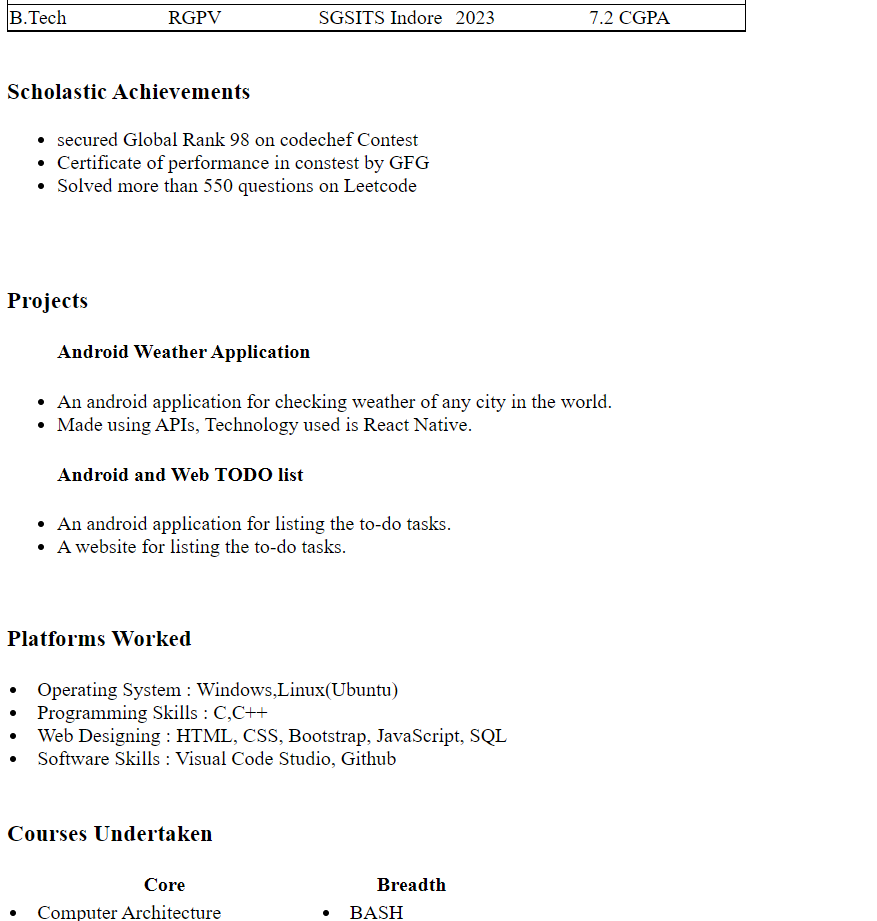 B.Tech RGPV SGSITS Indore 2023 7.2 CGPA
Scholastic Achievements
• secured Global Rank 98 on codechef Contest
• Certificate of performance in constest by GFG
• Solved more than 550 questions on Leetcode
Projects
Android Weather Application
• An android application for checking weather of any city in the world.
• Made using APIs, Technology used is React Native.
Android and Web TODO list
• An android application for listing the to-do tasks.
• A website for listing the to-do tasks.
Platforms Worked
• Operating System : Windows,Linux(Ubuntu)
• Programming Skills : C,C++
• Web Designing : HTML, CSS, Bootstrap, JavaScript, SQL
• Software Skills : Visual Code Studio, Github
Courses Undertaken
Core Breadth
• Computer Architecture • BASH